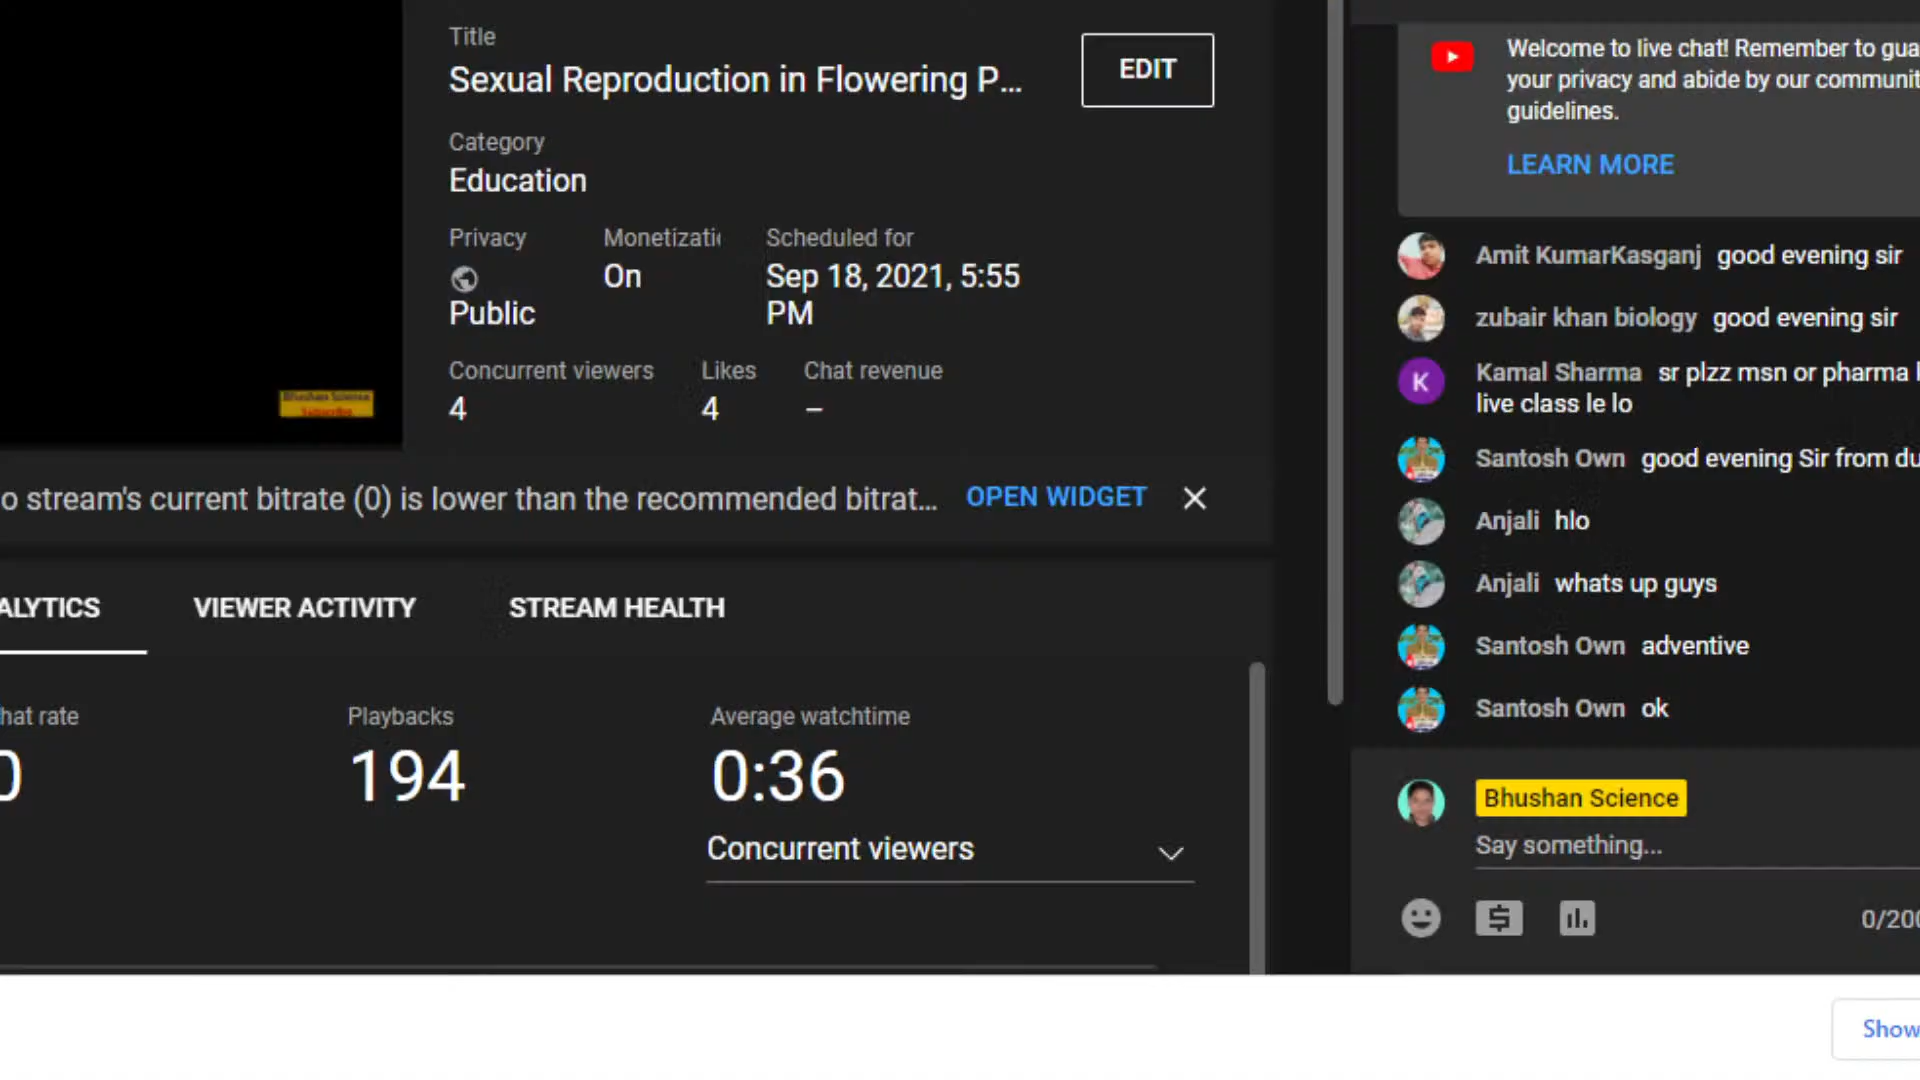 Title
Sexual Reproduction in Flowering P...
EDIT
Category
Education
Privacy
Public
Monetizatic
On
Scheduled for
Sep 18, 2021, 5:55
PM
Concurrent viewers
4
Likes
4
Chat revenue
–
Bhushan Science
Subscribe
o stream's current bitrate (0) is lower than the recommended bitrat...
OPEN WIDGET
ALYTICS
VIEWER ACTIVITY
STREAM HEALTH
hat rate
0
Playbacks
194
Average watchtime
0:36
Concurrent viewers
Welcome to live chat! Remember to gua
your privacy and abide by our communit
guidelines.
LEARN MORE
Amit KumarKasganj good evening sir
zubair khan biology good evening sir
Kamal Sharma sr plzz msn or pharma
live class le lo
Santosh Own good evening Sir from du
Anjali hlo
Anjali whats up guys
Santosh Own adventive
Santosh Own ok
Bhushan Science
Say something...
0/200
Show